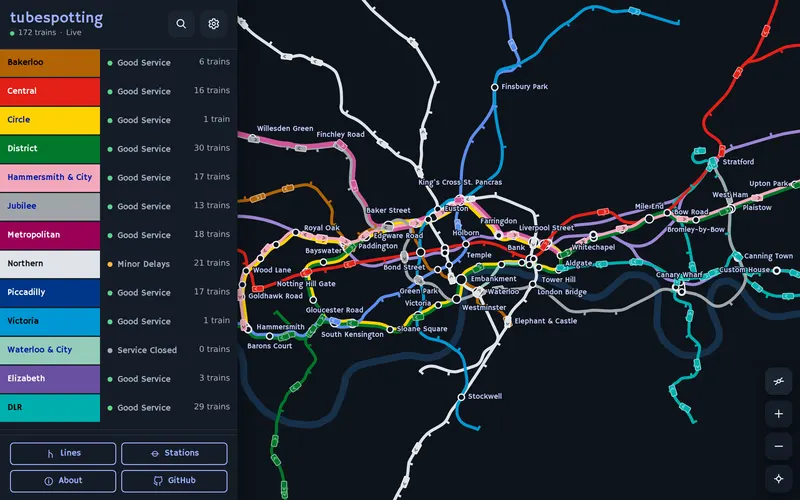 tubespotting
172 trains · Live
Bakerloo Good Service 6 trains
Central Good Service 16 trains
Circle Good Service 1 train
District Good Service 30 trains
Hammersmith & City Good Service 17 trains
Jubilee Good Service 13 trains
Metropolitan Good Service 18 trains
Northern Minor Delays 21 trains
Piccadilly Good Service 17 trains
Victoria Good Service 1 train
Waterloo & City Service Closed 0 trains
Elizabeth Good Service 3 trains
DLR Good Service 29 trains
Lines
Stations
About
GitHub
Finsbury Park
Willesden Green
Finchley Road
Stratford
King's Cross St. Pancras
Upton Park
West Ham
Baker Street
Euston
Mile End
Bow Road
Plaistow
Farringdon
Royal Oak
Edgware Road
Holborn
Liverpool Street
Bromley-by-Bow
Paddington
Bayswater
Bank
Whitechapel
Temple
Canning Town
Wood Lane
Bond Street
Aldgate
Custom House
Canary Wharf
Notting Hill Gate
Embankment
Tower Hill
Goldhawk Road
Green Park
Waterloo
London Bridge
Victoria
Gloucester Road
Westminster
Elephant & Castle
Hammersmith
South Kensington
Sloane Square
Barons Court
Stockwell